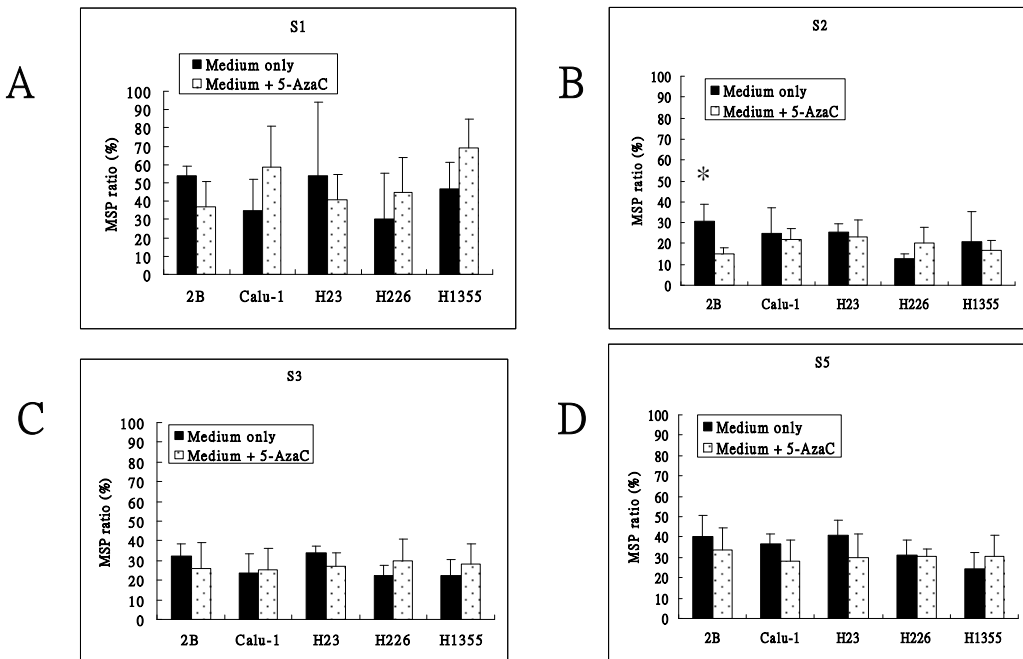 A
S1
Medium only
Medium + 5-AzaC
MSP ratio (%)
100
90
80
70
60
50
40
30
20
10
0
2B Calu-1 H23 H226 H1355
B
S2
Medium only
Medium + 5-AzaC
MSP ratio (%)
100
90
80
70
60
50
40
30
20
10
0
*
2B Calu-1 H23 H226 H1355
C
S3
Medium only
Medium + 5-AzaC
MSP ratio (%)
100
90
80
70
60
50
40
30
20
10
0
2B Calu-1 H23 H226 H1355
D
S5
Medium only
Medium + 5-AzaC
MSP ratio (%)
100
90
80
70
60
50
40
30
20
10
0
2B Calu-1 H23 H226 H1355